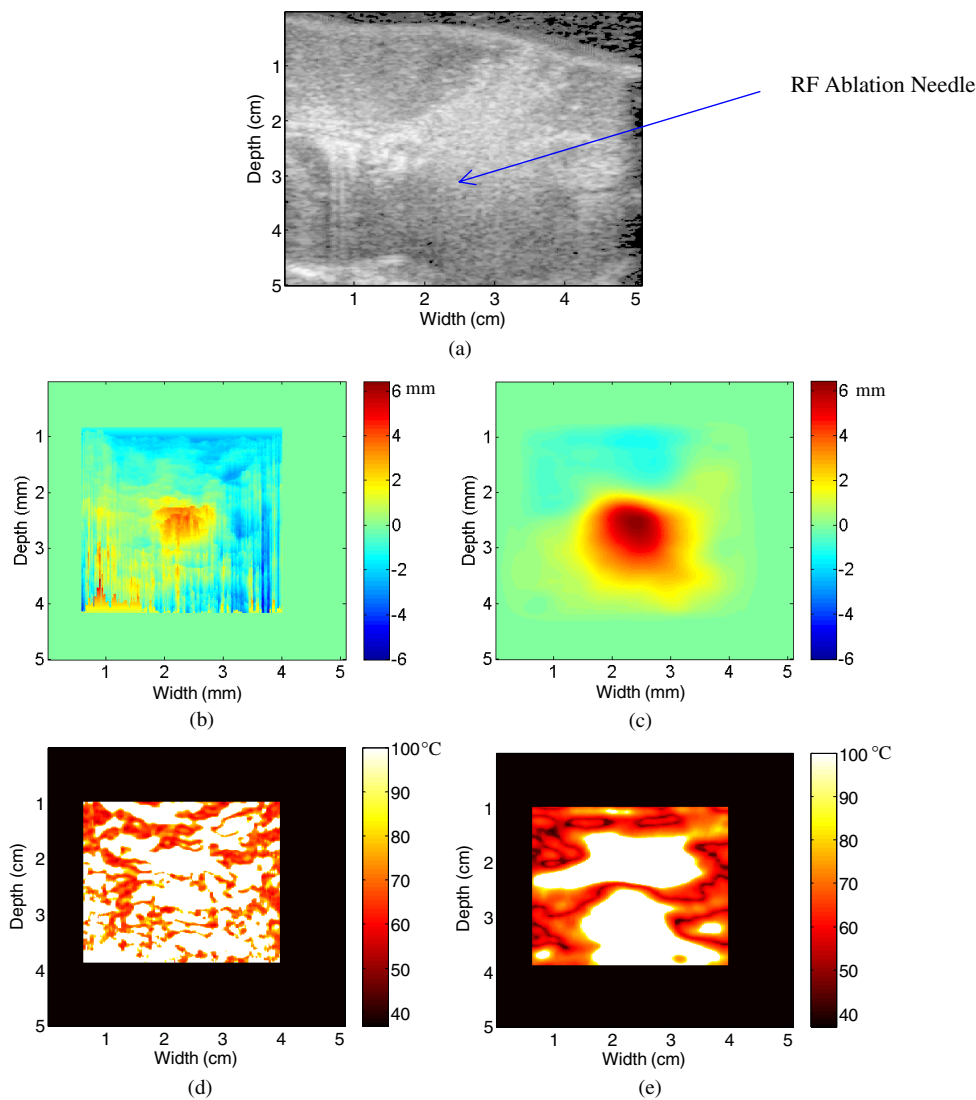 RF Ablation Needle
Depth (cm)
1
2
3
4
5
1 2 3 4 5
Width (cm)
(a)
Depth (mm)
1
2
3
4
5
1 2 3 4 5
Width (mm)
6 mm
4
2
0
-2
-4
-6
(b)
Depth (mm)
1
2
3
4
5
1 2 3 4 5
Width (mm)
6 mm
4
2
0
-2
-4
-6
(c)
Depth (cm)
1
2
3
4
5
1 2 3 4 5
Width (cm)
100 °C
90
80
70
60
50
40
(d)
Depth (cm)
1
2
3
4
5
1 2 3 4 5
Width (cm)
100 °C
90
80
70
60
50
40
(e)